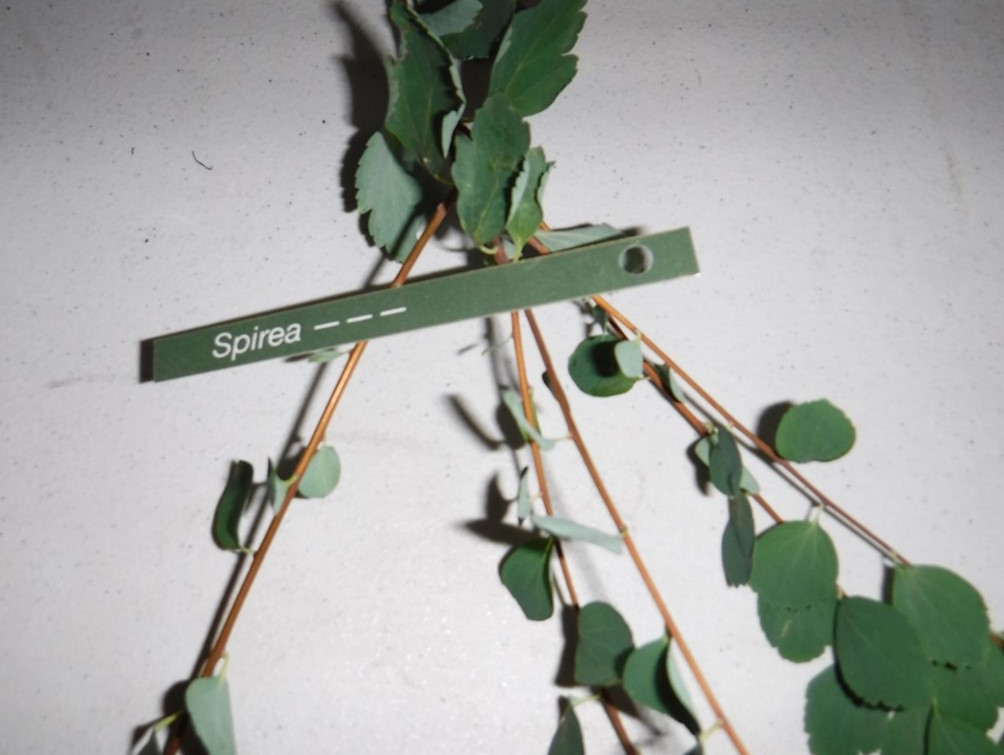 Spirea – – –